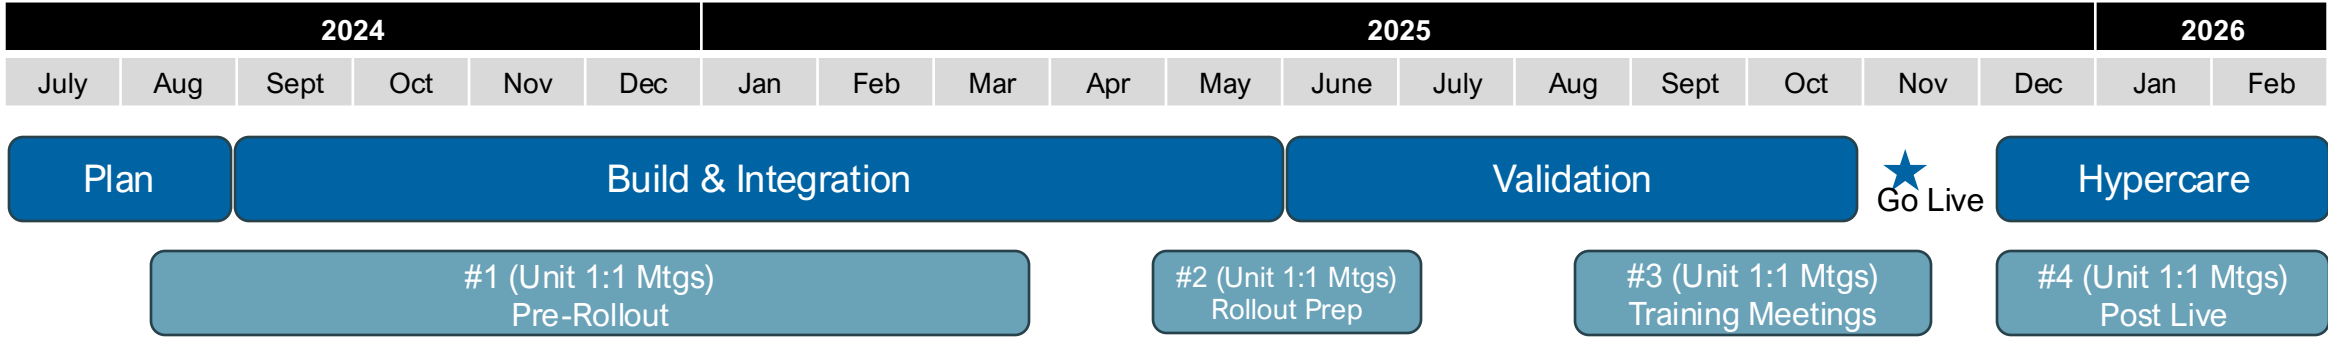 2024 2025 2026
July Aug Sept Oct Nov Dec Jan Feb Mar Apr May June July Aug Sept Oct Nov Dec Jan Feb
Plan Build & Integration Validation Go Live Hypercare
#1 (Unit 1:1 Mtgs)
Pre-Rollout
#2 (Unit 1:1 Mtgs)
Rollout Prep
#3 (Unit 1:1 Mtgs)
Training Meetings
#4 (Unit 1:1 Mtgs)
Post Live